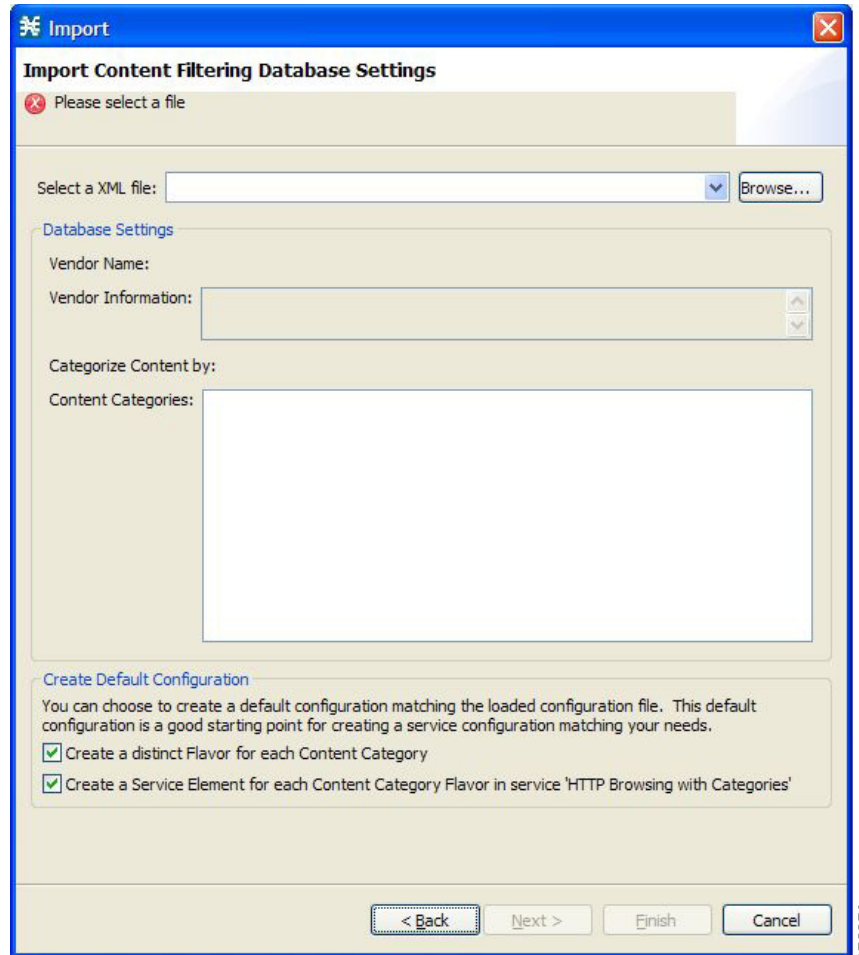 Import
Import Content Filtering Database Settings
Please select a file
Select a XML file:
Browse...
Database Settings
Vendor Name:
Vendor Information:
Categorize Content by:
Content Categories:
Create Default Configuration
You can choose to create a default configuration matching the loaded configuration file. This default
configuration is a good starting point for creating a service configuration matching your needs.
Create a distinct Flavor for each Content Category
Create a Service Element for each Content Category Flavor in service 'HTTP Browsing with Categories'
< Back
Next >
Finish
Cancel